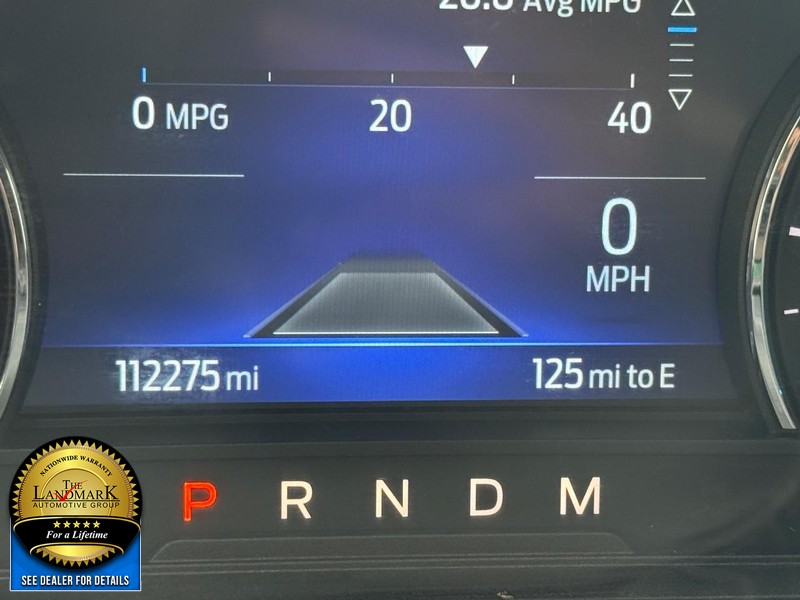 Avg MPG
0 MPG 20 40
0
MPH
112275 mi 125 mi to E
P R N D M
NATIONWIDE WARRANTY
THE
LANDMARK
AUTOMOTIVE GROUP
For a Lifetime
SEE DEALER FOR DETAILS